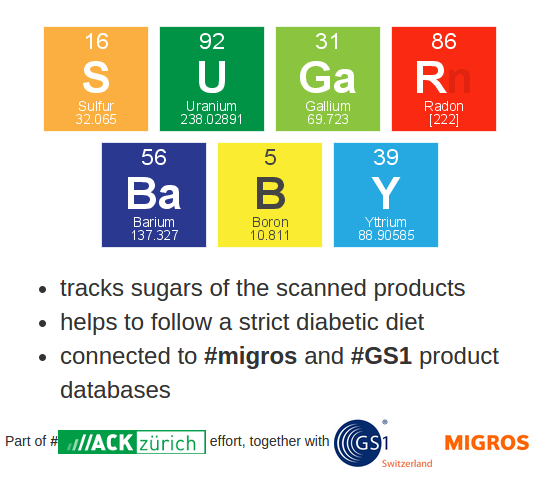 16 92 31 86
S U Ga Rn
Sulfur Uranium Gallium Radon
32.065 238.02891 69.723 [222]
56 5 39
Ba B Y
Barium Boron Yttrium
137.327 10.811 88.90585
• tracks sugars of the scanned products
• helps to follow a strict diabetic diet
• connected to #migros and #GS1 product
databases
Part of #HACKzürich effort, together with GS1® Switzerland MIGROS